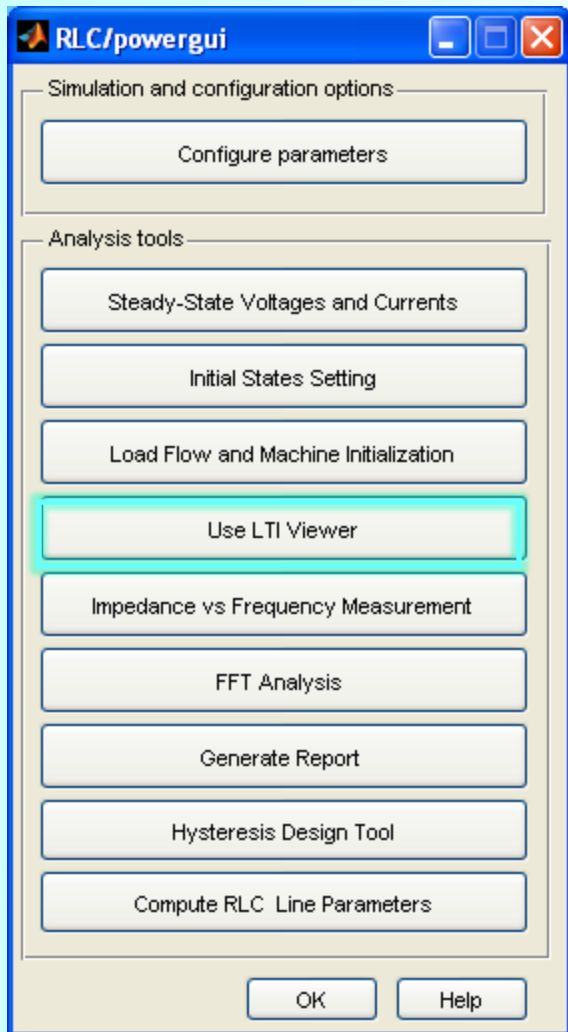 RLC/powergui
Simulation and configuration options
Configure parameters
Analysis tools
Steady-State Voltages and Currents
Initial States Setting
Load Flow and Machine Initialization
Use LTI Viewer
Impedance vs Frequency Measurement
FFT Analysis
Generate Report
Hysteresis Design Tool
Compute RLC Line Parameters
OK Help